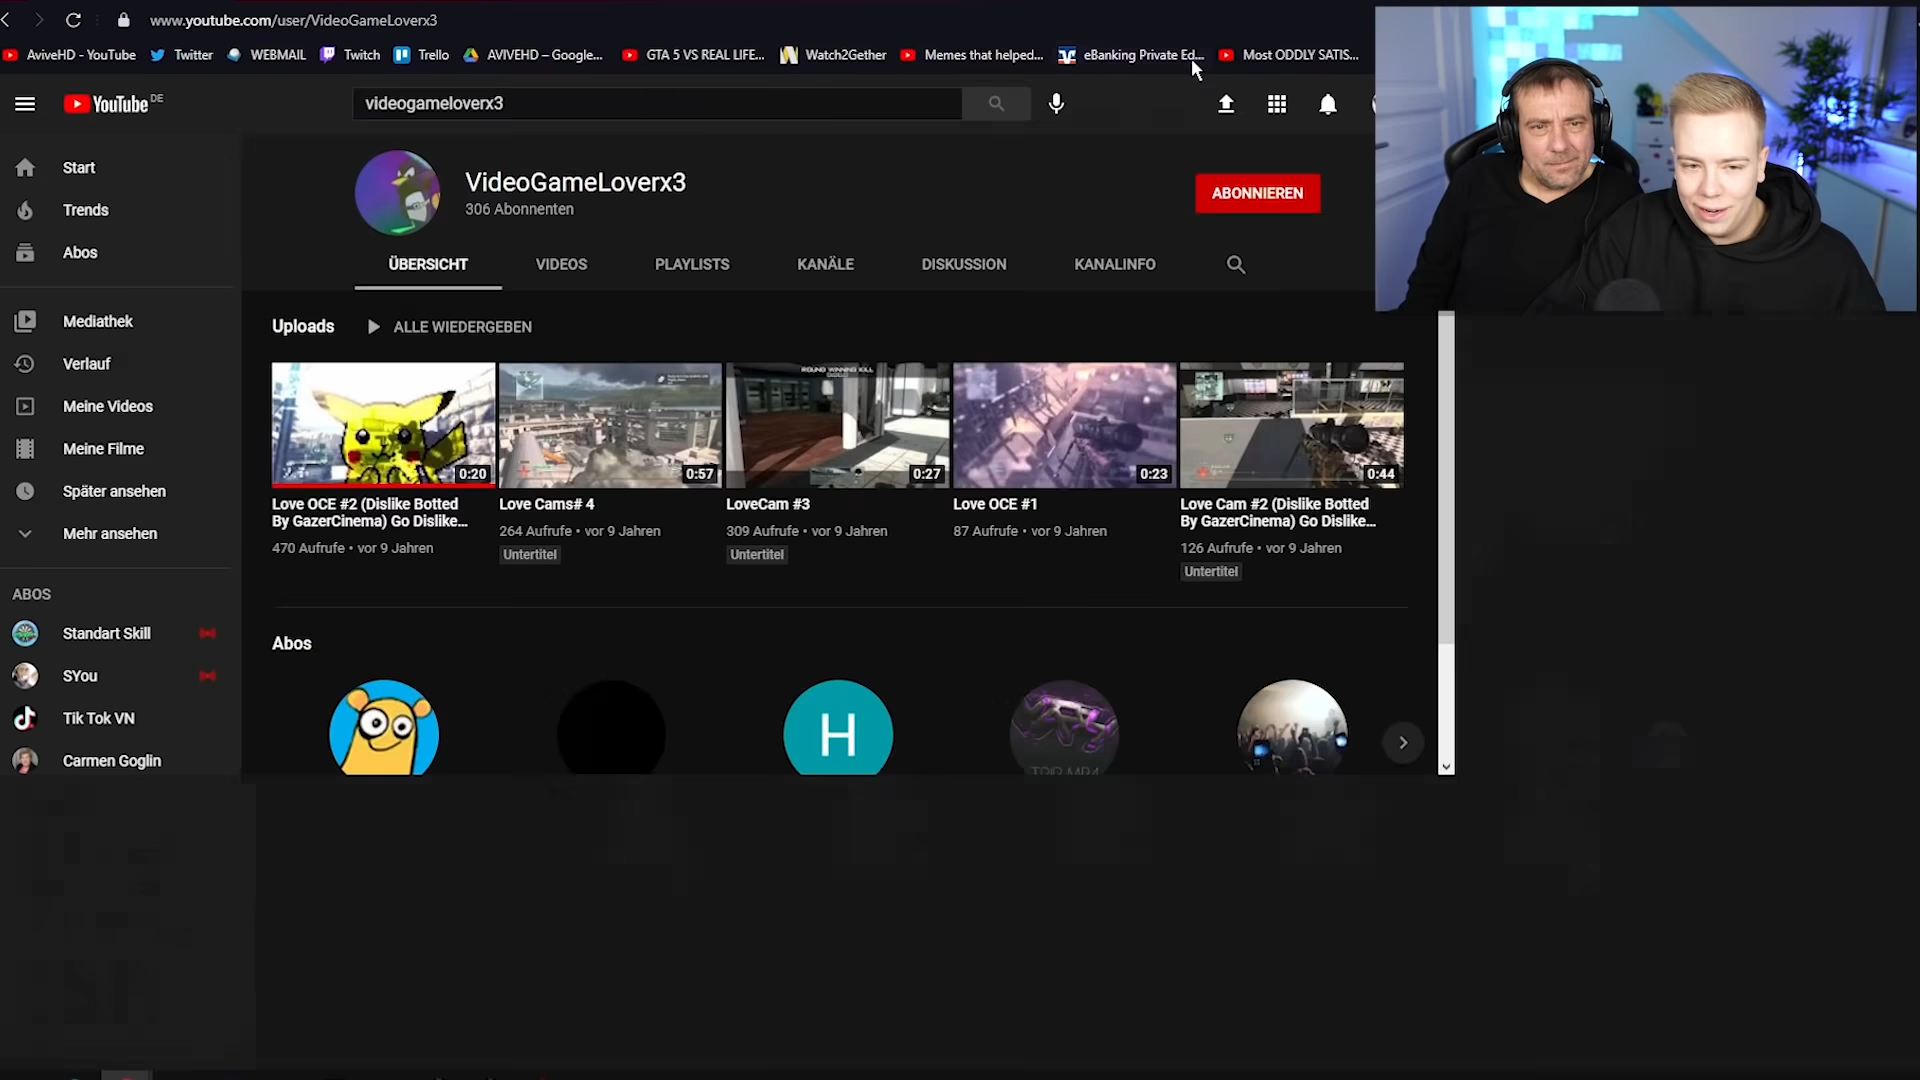 www.youtube.com/user/VideoGameLoverx3
AviveHD - YouTube Twitter WEBMAIL Twitch Trello AVIVEHD – Google... GTA 5 VS REAL LIFE... Watch2Gether Memes that helped... eBanking Private Ed... Most ODDLY SATIS...
YouTube DE
videogameloverx3
Start
Trends
Abos
Mediathek
Verlauf
Meine Videos
Meine Filme
Später ansehen
Mehr ansehen
ABOS
Standart Skill
SYou
Tik Tok VN
Carmen Goglin
VideoGameLoverx3
306 Abonnenten
ABONNIEREN
ÜBERSICHT VIDEOS PLAYLISTS KANÄLE DISKUSSION KANALINFO
Uploads ALLE WIEDERGEBEN
ROUND WINNING KILL
0:20 0:57 0:27 0:23 0:44
Love OCE #2 (Dislike Botted
By GazerCinema) Go Dislike...
470 Aufrufe • vor 9 Jahren
Love Cams# 4
264 Aufrufe • vor 9 Jahren
Untertitel
LoveCam #3
309 Aufrufe • vor 9 Jahren
Untertitel
Love OCE #1
87 Aufrufe • vor 9 Jahren
Love Cam #2 (Dislike Botted
By GazerCinema) Go Dislike...
126 Aufrufe • vor 9 Jahren
Untertitel
Abos
H